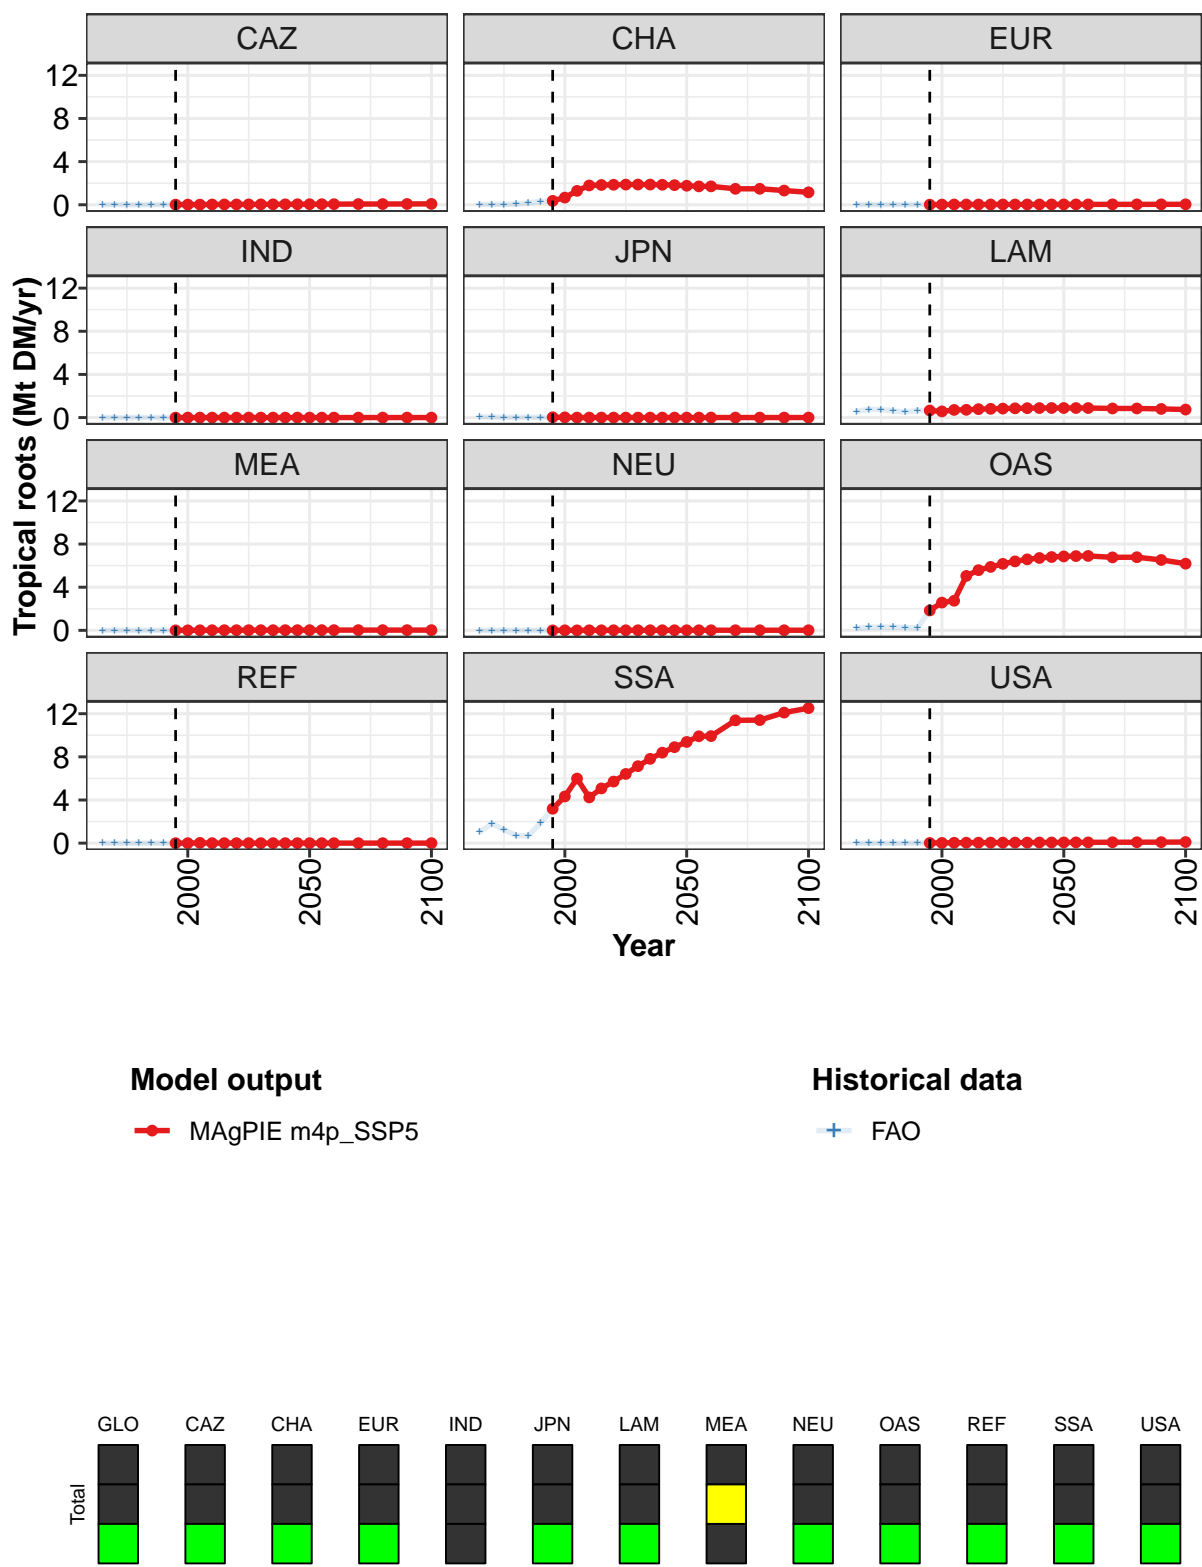 CAZ CHA EUR
12
8
4
0
IND JPN LAM
12
8
4
0
MEA NEU OAS
12
8
4
0
REF SSA USA
12
8
4
0
Tropical roots (Mt DM/yr)
2000 2050 2100 2000 2050 2100 2000 2050 2100
Year
Model output Historical data
MAgPIE m4p_SSP5 FAO
GLO CAZ CHA EUR IND JPN LAM MEA NEU OAS REF SSA USA
Total